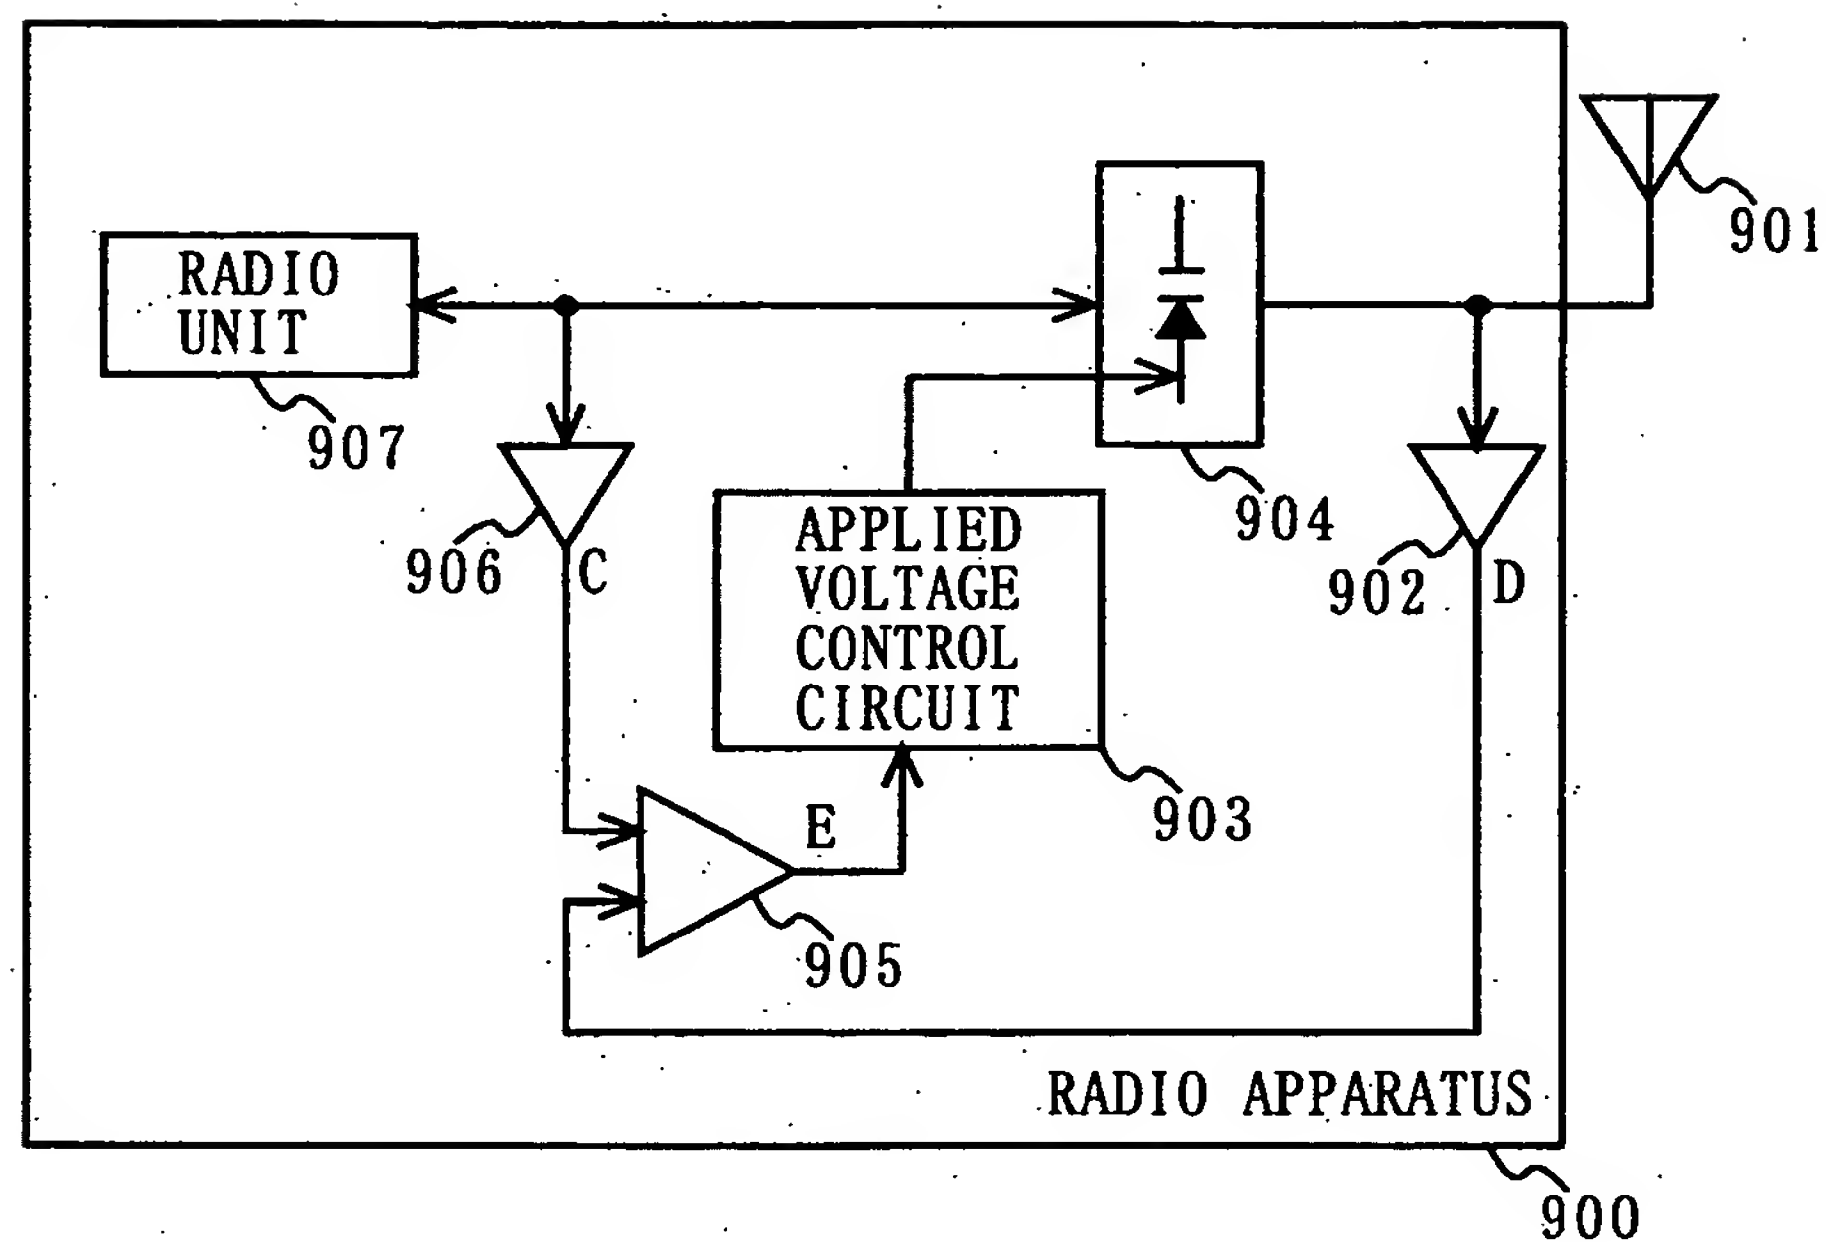 901
RADIO
UNIT
907
904
906
C
APPLIED
VOLTAGE
CONTROL
CIRCUIT
902
D
903
E
905
RADIO APPARATUS
900